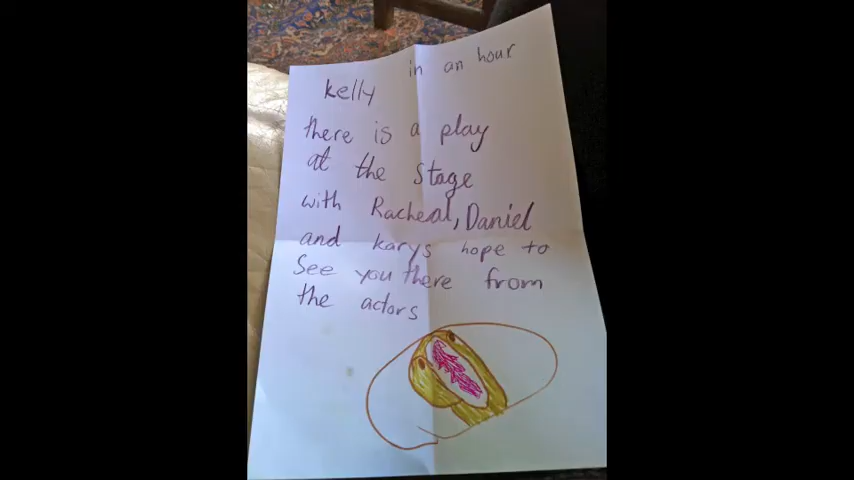 in an hour
kelly
there is a play
at the stage
with Racheal, Daniel
and karys hope to
See you there from
the actors